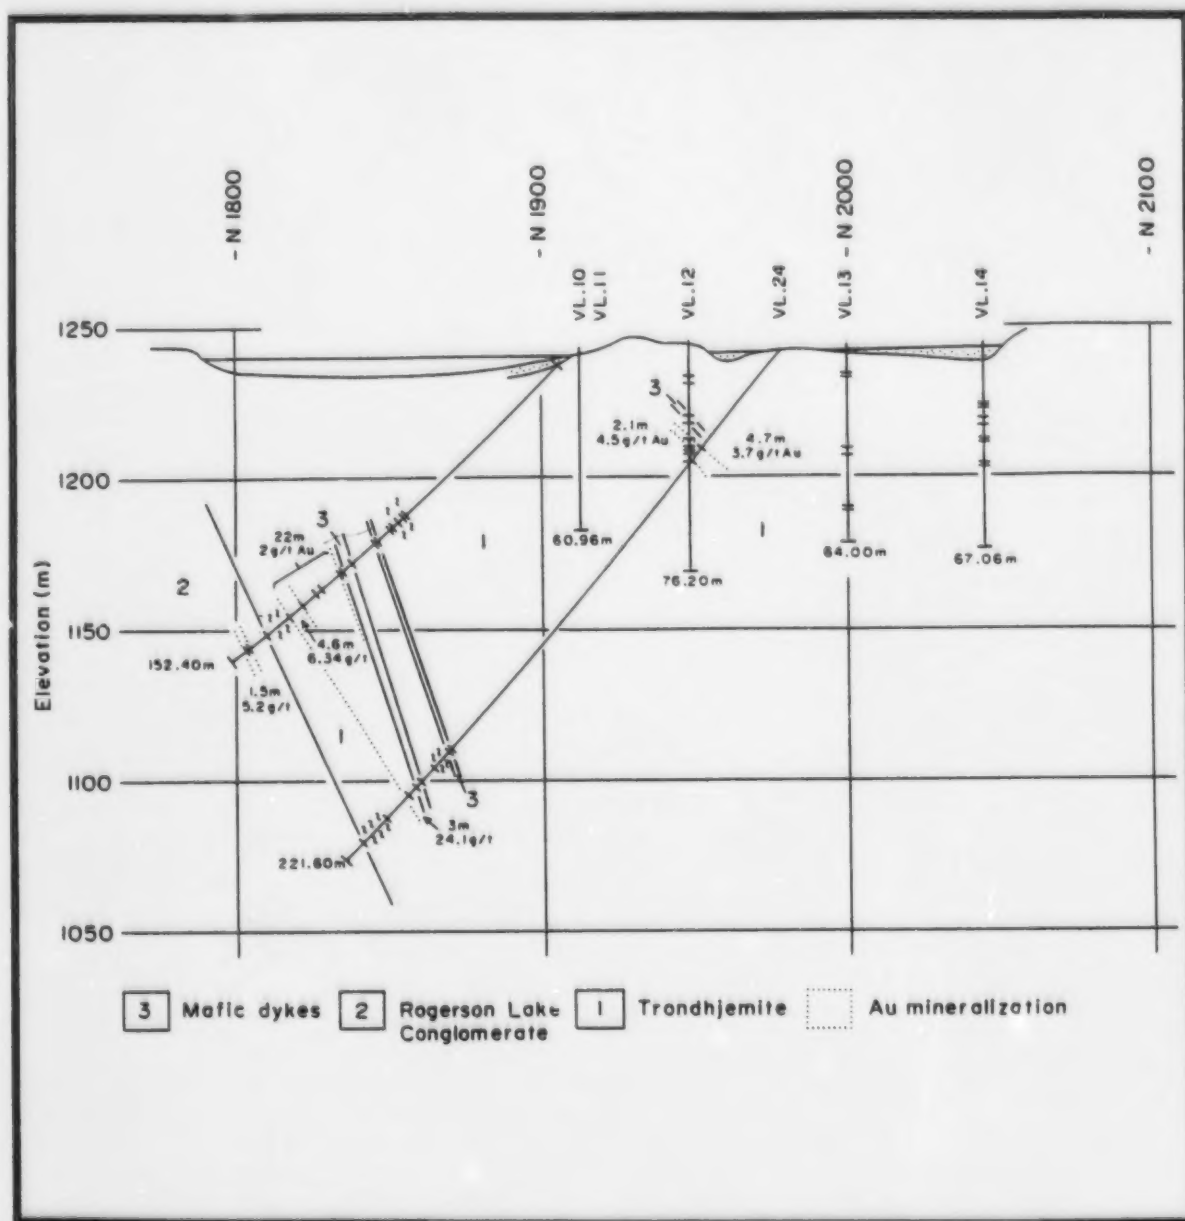 - N 1800
- N 1900
- N 2000
- N 2100
VL.10
VL.11
VL.12
VL.24
VL.13
VL.14
1250
1200
1150
1100
1050
Elevation (m)
3
2.1m
4.5g/t Au
4.7m
3.7g/t Au
3
22m
2g/t Au
1
1
60.96m
76.20m
64.00m
67.06m
2
152.40m
4.6m
6.34g/t
1.5m
5.2g/t
1
3
3m
24.1g/t
221.60m
3 Mafic dykes
2 Rogerson Lake
Conglomerate
1 Trondhjemite
Au mineralization